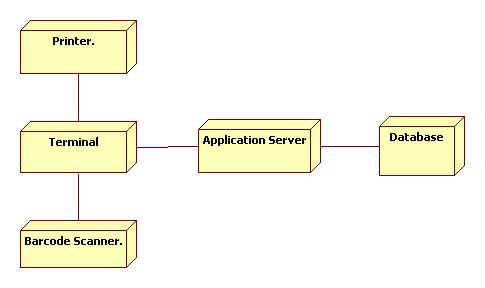 Printer.
Terminal
Application Server
Database
Barcode Scanner.